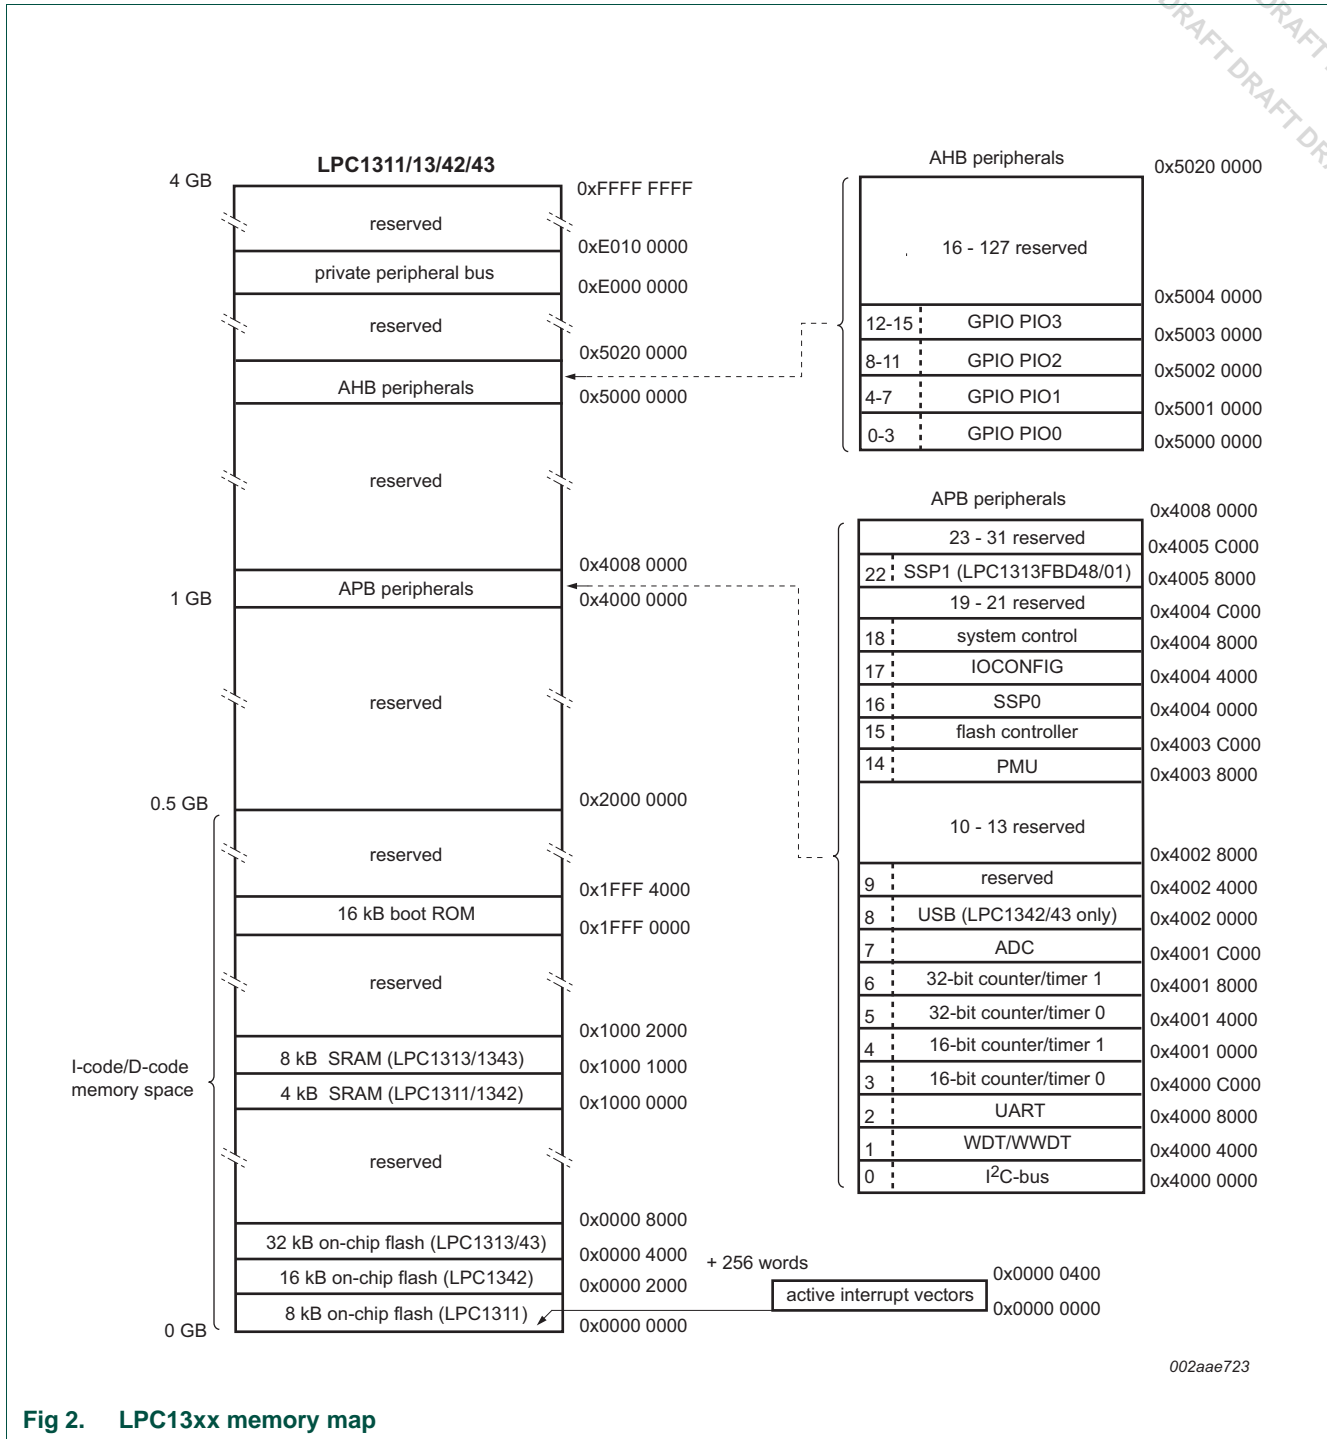 DRAFT DRAFT DR
DRAFT
LPC1311/13/42/43
4 GB
0xFFFF FFFF
reserved
0xE010 0000
private peripheral bus
0xE000 0000
reserved
0x5020 0000
AHB peripherals
0x5000 0000
reserved
0x4008 0000
APB peripherals
1 GB
0x4000 0000
reserved
0.5 GB
0x2000 0000
reserved
0x1FFF 4000
16 kB boot ROM
0x1FFF 0000
reserved
0x1000 2000
8 kB SRAM (LPC1313/1343)
0x1000 1000
4 kB SRAM (LPC1311/1342)
0x1000 0000
I-code/D-code
memory space
reserved
0x0000 8000
32 kB on-chip flash (LPC1313/43)
0x0000 4000
16 kB on-chip flash (LPC1342)
0x0000 2000
8 kB on-chip flash (LPC1311)
0 GB
0x0000 0000
+ 256 words
active interrupt vectors
0x0000 0400
0x0000 0000
AHB peripherals
0x5020 0000
16 - 127 reserved
0x5004 0000
12-15 GPIO PIO3
0x5003 0000
8-11 GPIO PIO2
0x5002 0000
4-7 GPIO PIO1
0x5001 0000
0-3 GPIO PIO0
0x5000 0000
APB peripherals
0x4008 0000
23 - 31 reserved
0x4005 C000
22 SSP1 (LPC1313FBD48/01)
0x4005 8000
19 - 21 reserved
0x4004 C000
18 system control
0x4004 8000
17 IOCONFIG
0x4004 4000
16 SSP0
0x4004 0000
15 flash controller
0x4003 C000
14 PMU
0x4003 8000
10 - 13 reserved
0x4002 8000
9 reserved
0x4002 4000
8 USB (LPC1342/43 only)
0x4002 0000
7 ADC
0x4001 C000
6 32-bit counter/timer 1
0x4001 8000
5 32-bit counter/timer 0
0x4001 4000
4 16-bit counter/timer 1
0x4001 0000
3 16-bit counter/timer 0
0x4000 C000
2 UART
0x4000 8000
1 WDT/WWDT
0x4000 4000
0 I2C-bus
0x4000 0000
002aae723
Fig 2. LPC13xx memory map